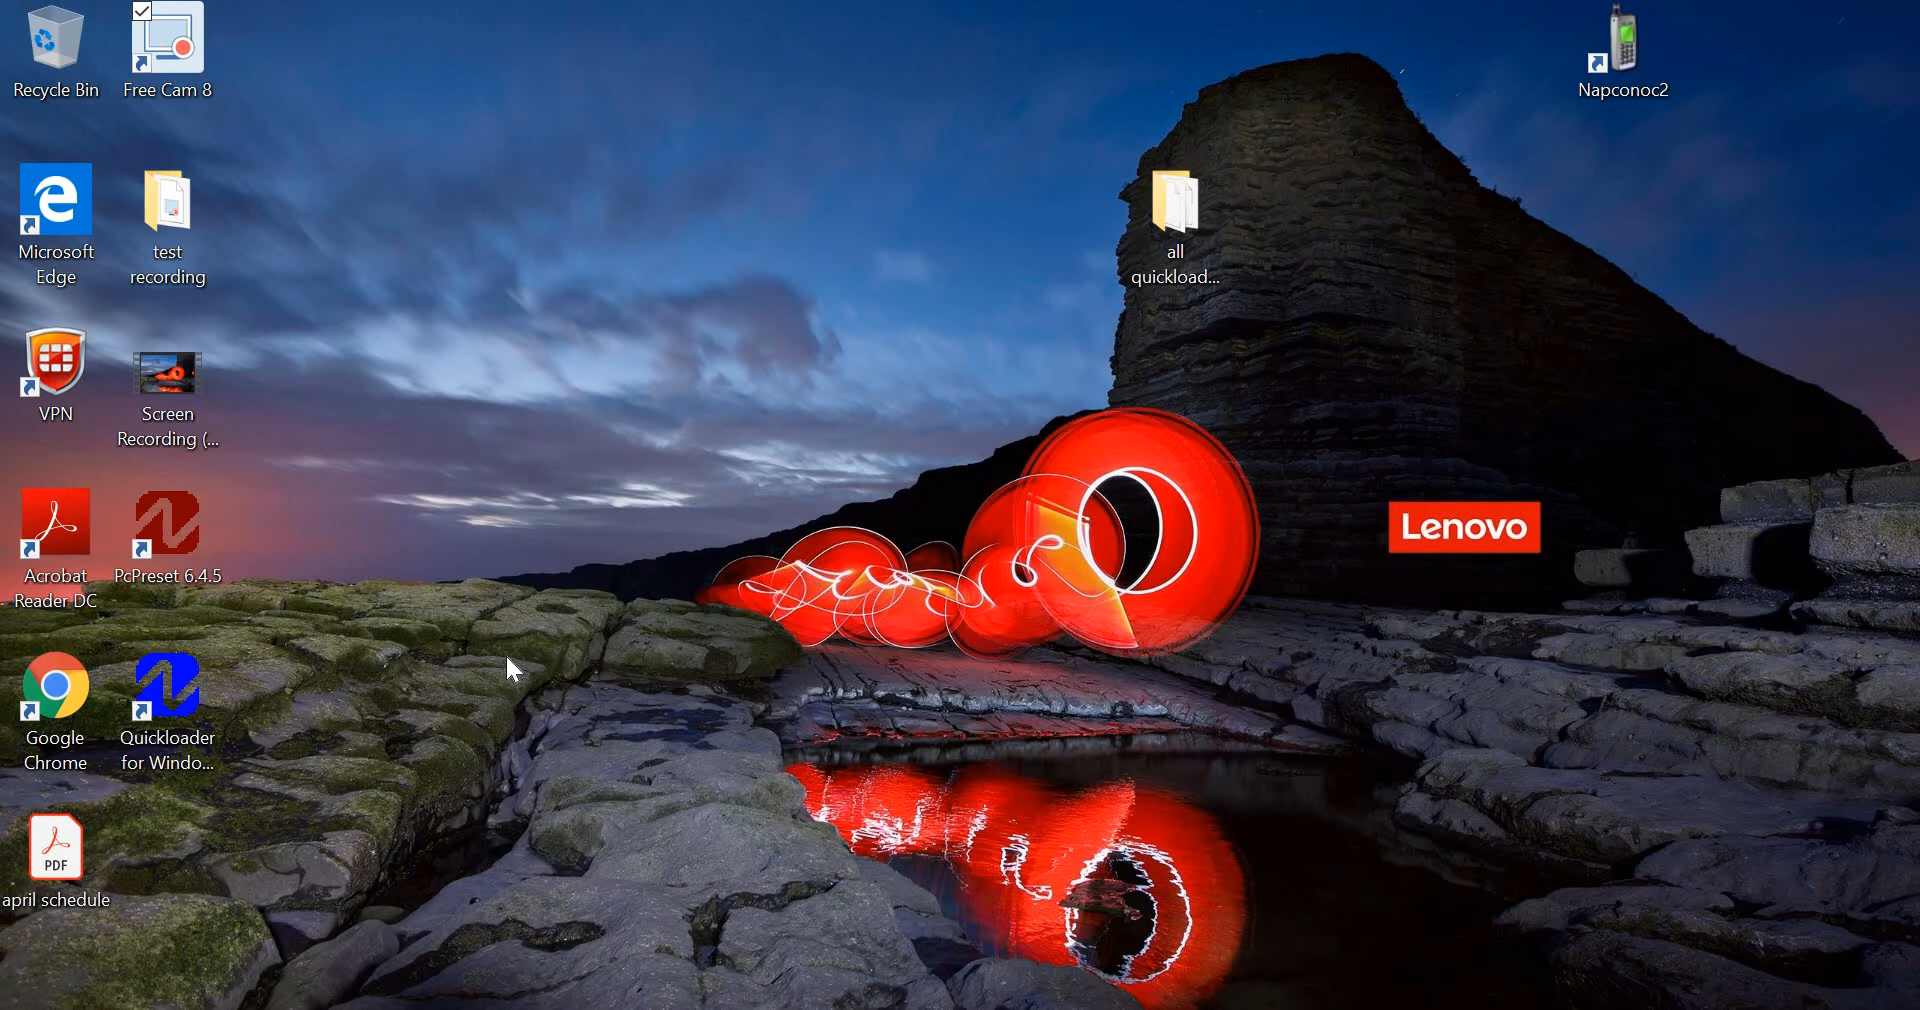 Recycle Bin
Free Cam 8
Napconoc2
Microsoft
Edge
test
recording
all
quickload...
VPN
Screen
Recording (...
Lenovo
Acrobat
Reader DC
PcPreset 6.4.5
Google
Chrome
Quickloader
for Windo...
PDF
april schedule